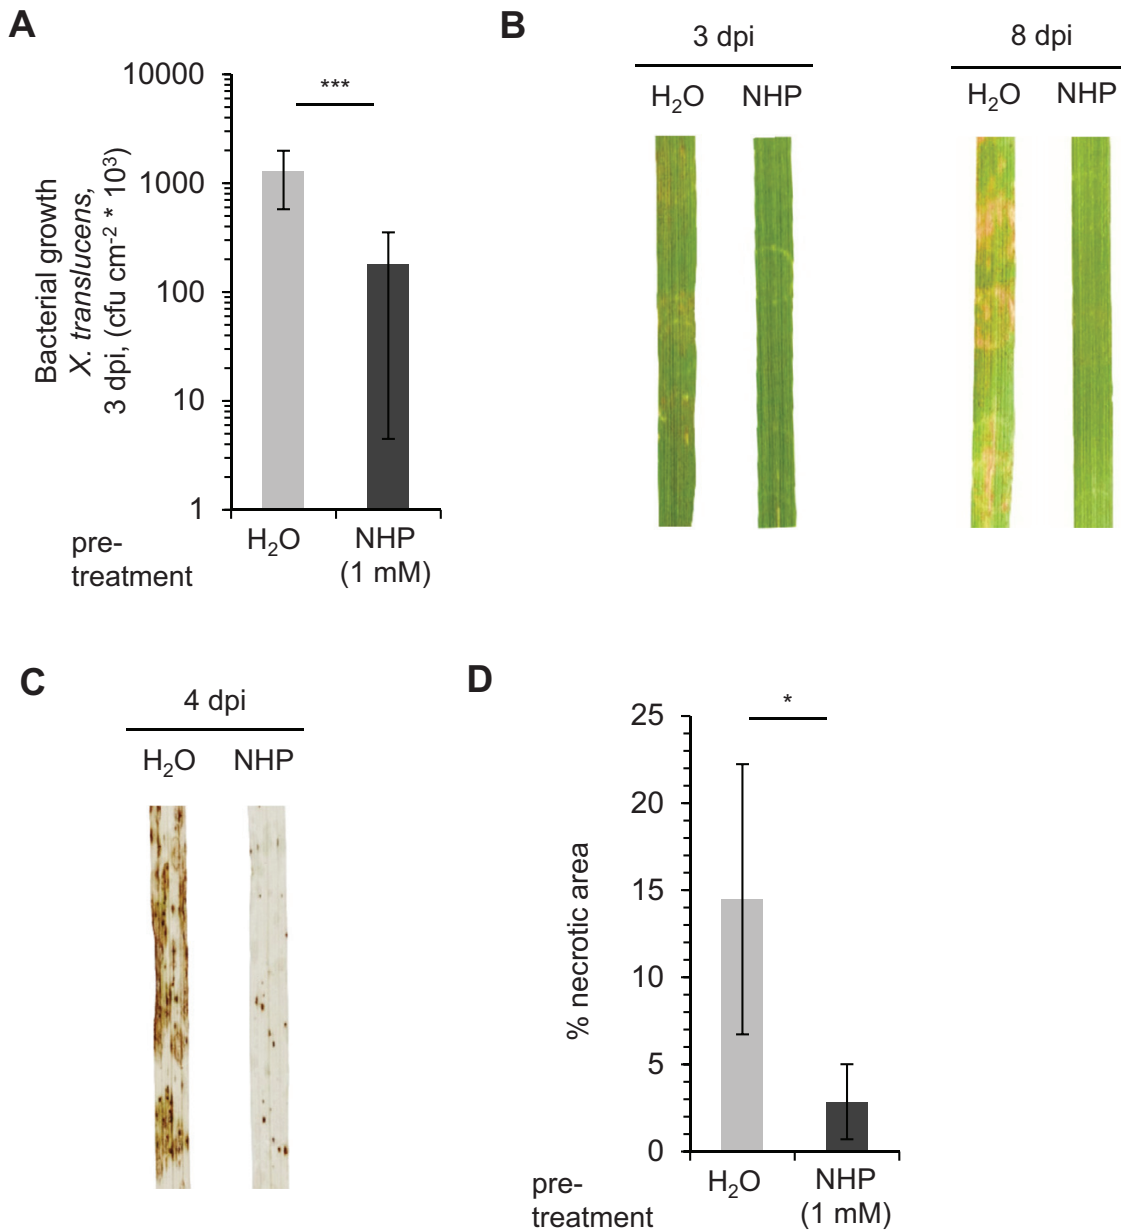 A
Bacterial growth
X. translucens,
3 dpi, (cfu cm-2 * 103)
10000
1000
100
10
1
***
pre-
treatment
H2O
NHP
(1 mM)
B
3 dpi
8 dpi
H2O
NHP
H2O
NHP
C
4 dpi
H2O
NHP
D
% necrotic area
25
20
15
10
5
0
*
pre-
treatment
H2O
NHP
(1 mM)